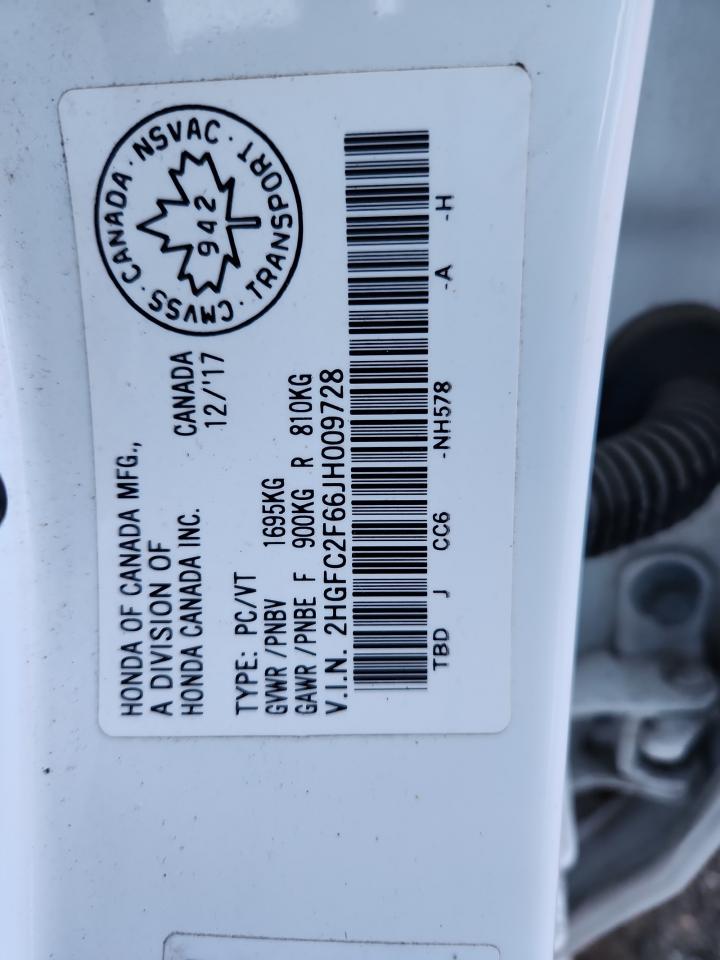 HONDA OF CANADA MFG.,
A DIVISION OF
HONDA CANADA INC.
CANADA
12/'17
CMVSS · CANADA · NSVAC · TRANSPORT ·
942
TYPE: PC/VT
GVWR /PNBV 1695KG
GAWR /PNBE F 900KG R 810KG
V.I.N. 2HGFC2F66JH009728
TBD J CC6 -NH578 -A -H